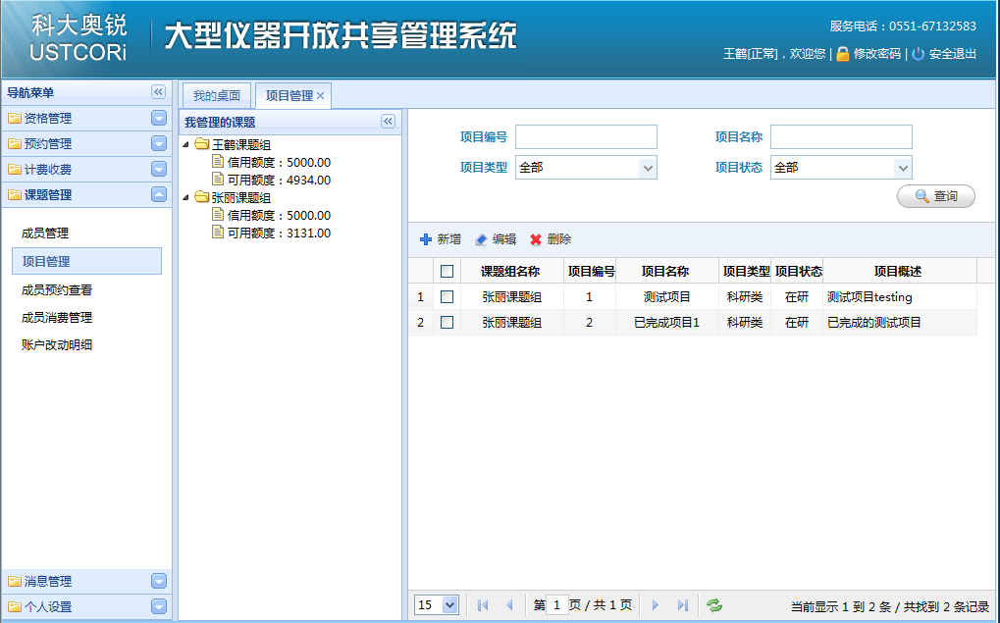 科大奥锐
USTCORi
大型仪器开放共享管理系统
服务电话：0551-67132583
王鹤[正常]，欢迎您 | 修改密码 | 安全退出
导航菜单
资格管理
预约管理
计费收费
课题管理
成员管理
项目管理
成员预约查看
成员消费管理
账户改动明细
消息管理
个人设置
我的桌面 项目管理
我管理的课题
王鹤课题组
信用额度：5000.00
可用额度：4934.00
张丽课题组
信用额度：5000.00
可用额度：3131.00
项目编号 项目名称
项目类型 全部 项目状态 全部
查询
新增 编辑 删除
课题组名称 项目编号 项目名称 项目类型 项目状态 项目概述
1 张丽课题组 1 测试项目 科研类 在研 测试项目testing
2 张丽课题组 2 已完成项目1 科研类 在研 已完成的测试项目
15 第 1 页 / 共 1 页 当前显示 1 到 2 条 / 共找到 2 条记录